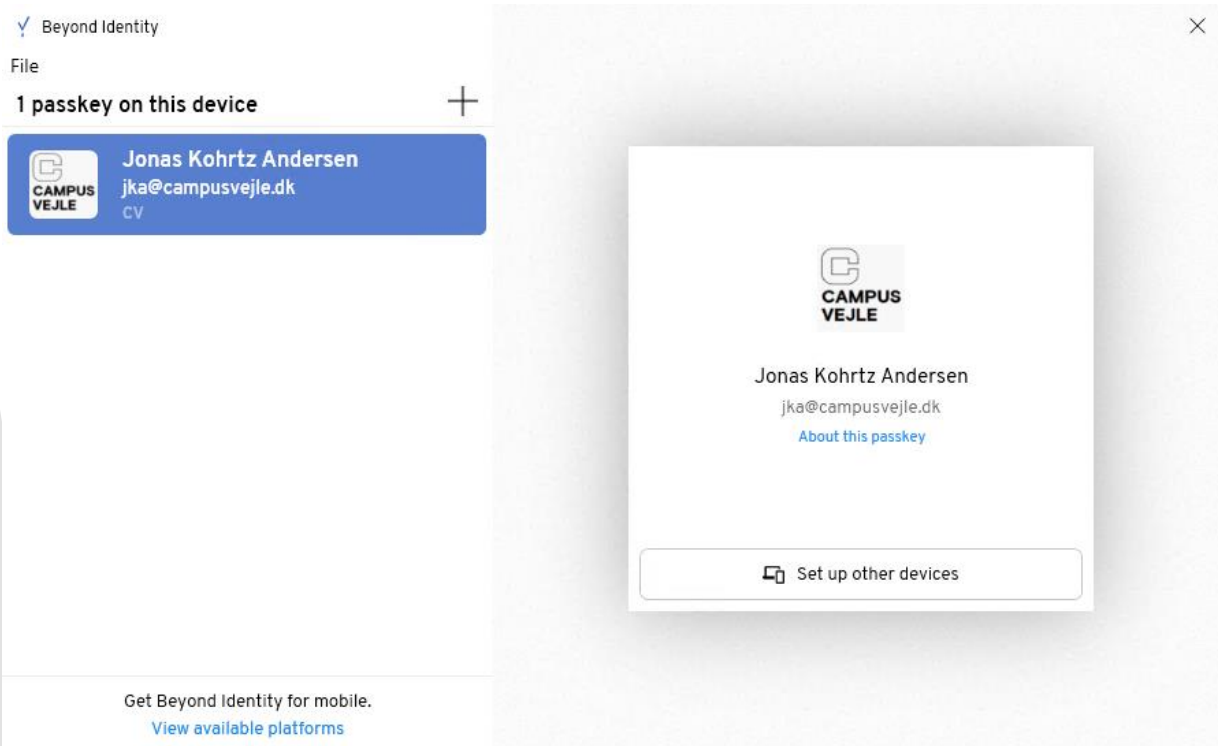 Beyond Identity
File
1 passkey on this device
CAMPUS
VEJLE
Jonas Kohrtz Andersen
jka@campusvejle.dk
CV
CAMPUS
VEJLE
Jonas Kohrtz Andersen
jka@campusvejle.dk
About this passkey
Set up other devices
Get Beyond Identity for mobile.
View available platforms